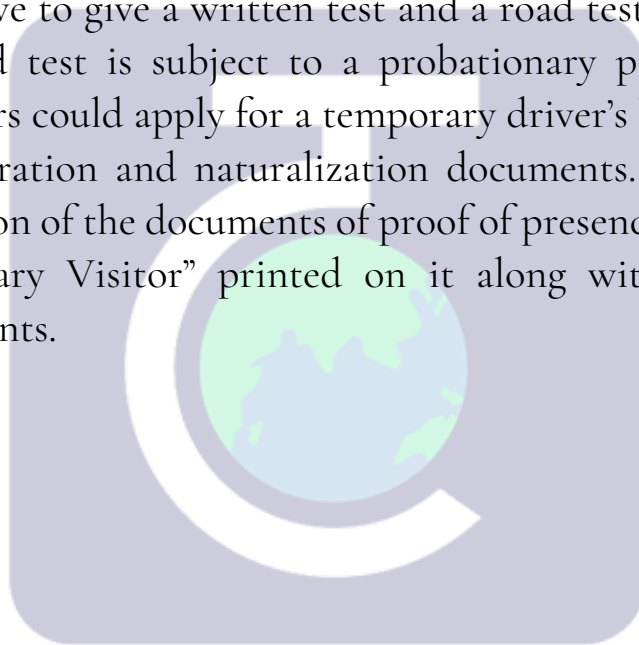 ve to give a written test and a road test
d test is subject to a probationary p
rs could apply for a temporary driver’s
ration and naturalization documents.
on of the documents of proof of presenc
ary Visitor” printed on it along wit
nts.